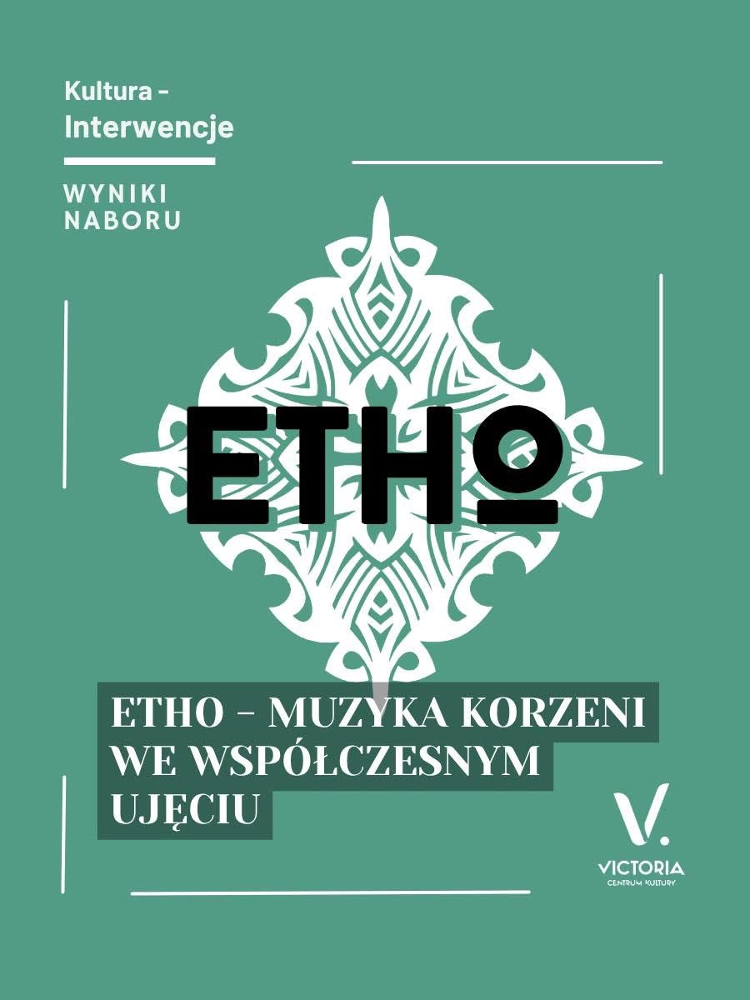 Kultura -
Interwencje
WYNIKI
NABORU
ETHO
ETHO – MUZYKA KORZENI
WE WSPÓŁCZESNYM
UJĘCIU
V.
VICTORIA
CENTRUM KULTURY